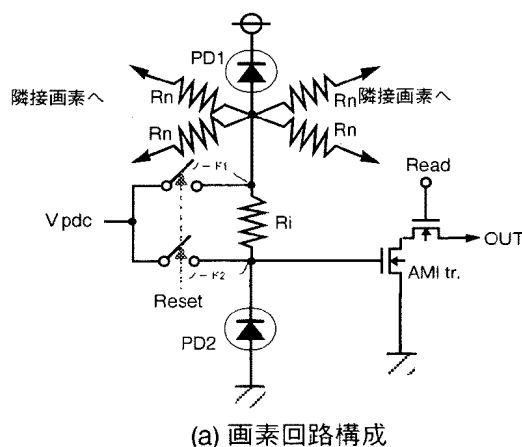 PD1
隣接画素へ
Rn
Rn
隣接画素へ
Rn
Rn
Read
ノード1
Vpdc
Ri
OUT
ノード2
AMI tr.
Reset
PD2
(a) 画素回路構成